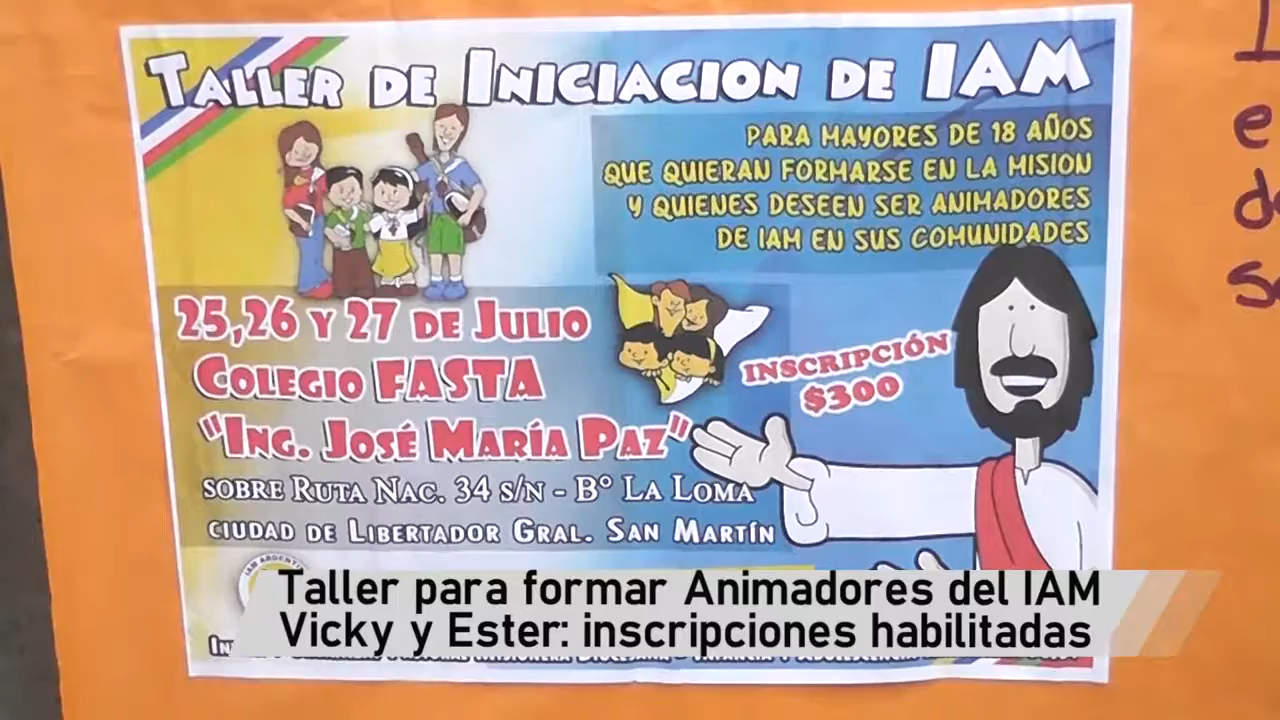 TALLER DE INICIACION DE IAM
PARA MAYORES DE 18 AÑOS
QUE QUIERAN FORMARSE EN LA MISION
Y QUIENES DESEEN SER ANIMADORES
DE IAM EN SUS COMUNIDADES
25, 26 Y 27 DE JULIO
COLEGIO FASTA
"ING. JOSÉ MARÍA PAZ"
SOBRE RUTA NAC. 34 S/N - B° LA LOMA
CIUDAD DE LIBERTADOR GRAL. SAN MARTÍN
INSCRIPCIÓN
$300
Taller para formar Animadores del IAM
Vicky y Ester: inscripciones habilitadas